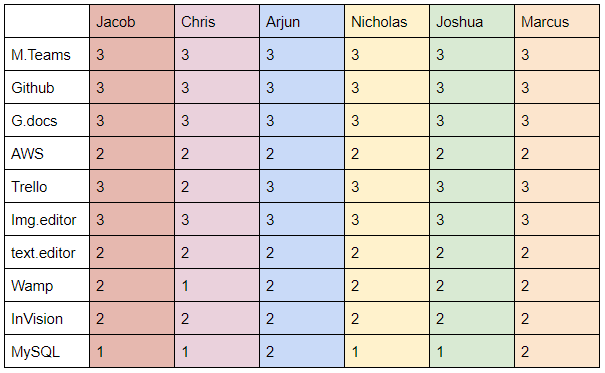 Jacob Chris Arjun Nicholas Joshua Marcus
M.Teams 3 3 3 3 3 3
Github 3 3 3 3 3 3
G.docs 3 3 3 3 3 3
AWS 2 2 2 2 2 2
Trello 3 2 3 3 3 3
Img.editor 3 3 3 3 3 3
text.editor 2 2 2 2 2 2
Wamp 2 1 2 2 2 2
InVision 2 2 2 2 2 2
MySQL 1 1 2 1 1 2